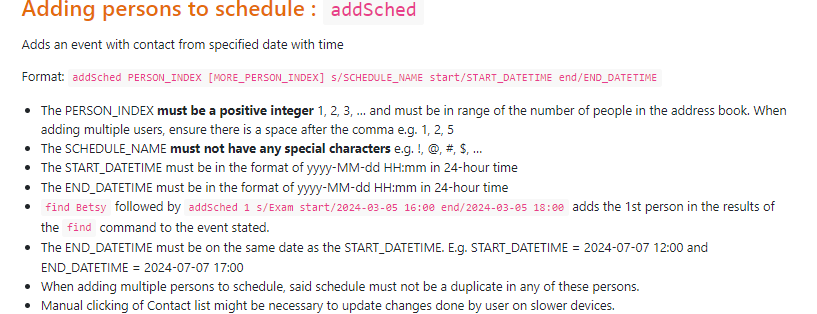 Adding persons to schedule : addSched
Adds an event with contact from specified date with time
Format: addSched PERSON_INDEX [MORE_PERSON_INDEX] s/SCHEDULE_NAME start/START_DATETIME end/END_DATETIME
• The PERSON_INDEX must be a positive integer 1, 2, 3, ... and must be in range of the number of people in the address book. When
adding multiple users, ensure there is a space after the comma e.g. 1, 2, 5
• The SCHEDULE_NAME must not have any special characters e.g. !, @, #, $, ...
• The START_DATETIME must be in the format of yyyy-MM-dd HH:mm in 24-hour time
• The END_DATETIME must be in the format of yyyy-MM-dd HH:mm in 24-hour time
• find Betsy followed by addSched 1 s/Exam start/2024-03-05 16:00 end/2024-03-05 18:00 adds the 1st person in the results of
the find command to the event stated.
• The END_DATETIME must be on the same date as the START_DATETIME. E.g. START_DATETIME = 2024-07-07 12:00 and
END_DATETIME = 2024-07-07 17:00
• When adding multiple persons to schedule, said schedule must not be a duplicate in any of these persons.
• Manual clicking of Contact list might be necessary to update changes done by user on slower devices.